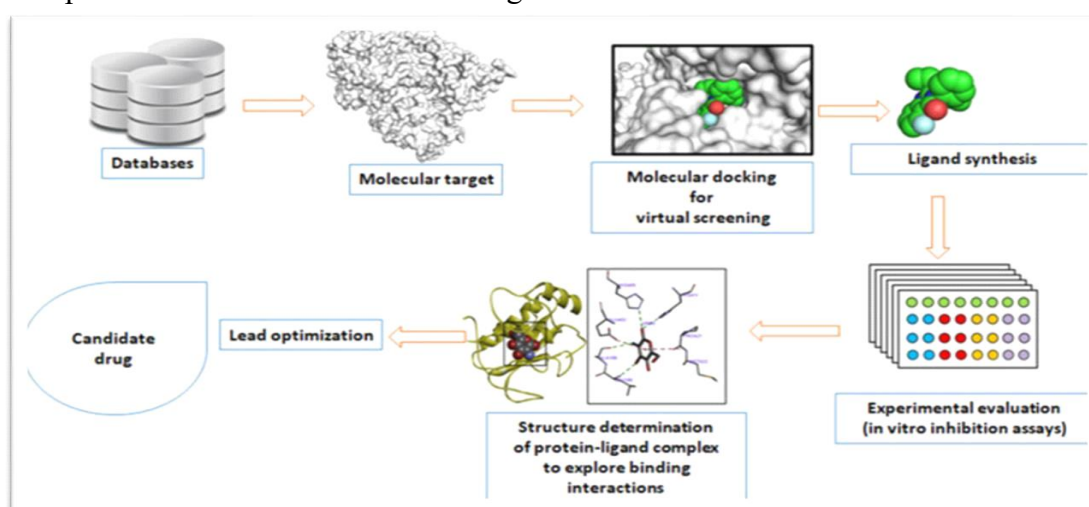 Databases
Molecular target
Molecular docking
for
virtual screening
Ligand synthesis
Experimental evaluation
(in vitro inhibition assays)
Structure determination
of protein-ligand complex
to explore binding
interactions
Lead optimization
Candidate
drug